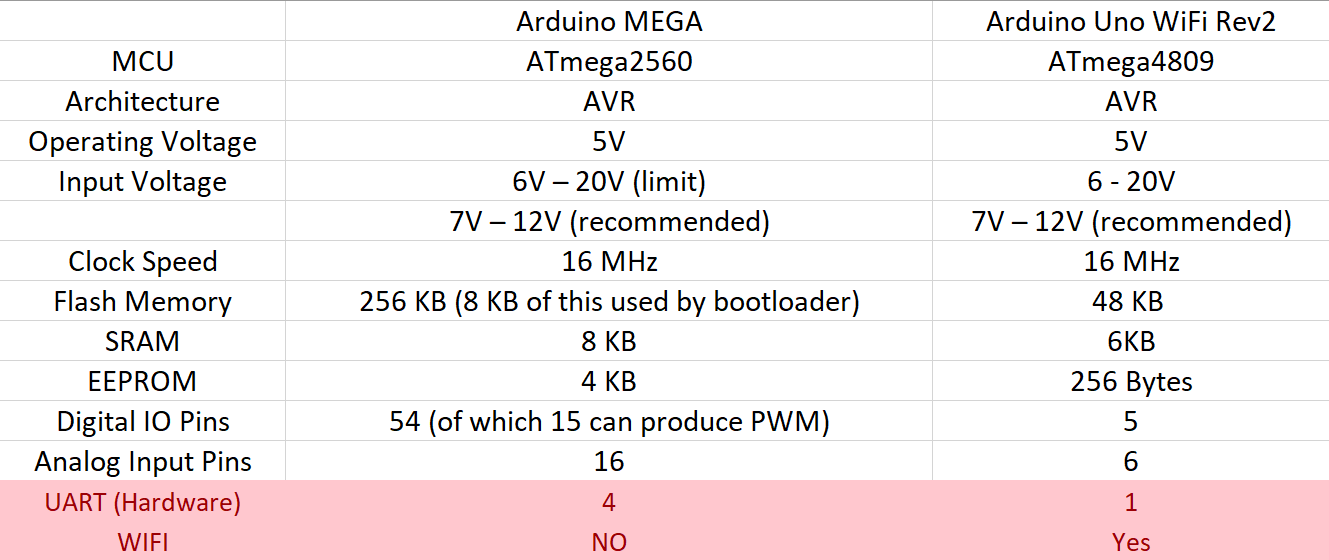 Arduino MEGA Arduino Uno WiFi Rev2
MCU ATmega2560 ATmega4809
Architecture AVR AVR
Operating Voltage 5V 5V
Input Voltage 6V – 20V (limit) 6 - 20V
7V – 12V (recommended) 7V – 12V (recommended)
Clock Speed 16 MHz 16 MHz
Flash Memory 256 KB (8 KB of this used by bootloader) 48 KB
SRAM 8 KB 6KB
EEPROM 4 KB 256 Bytes
Digital IO Pins 54 (of which 15 can produce PWM) 5
Analog Input Pins 16 6
UART (Hardware) 4 1
WIFI NO Yes